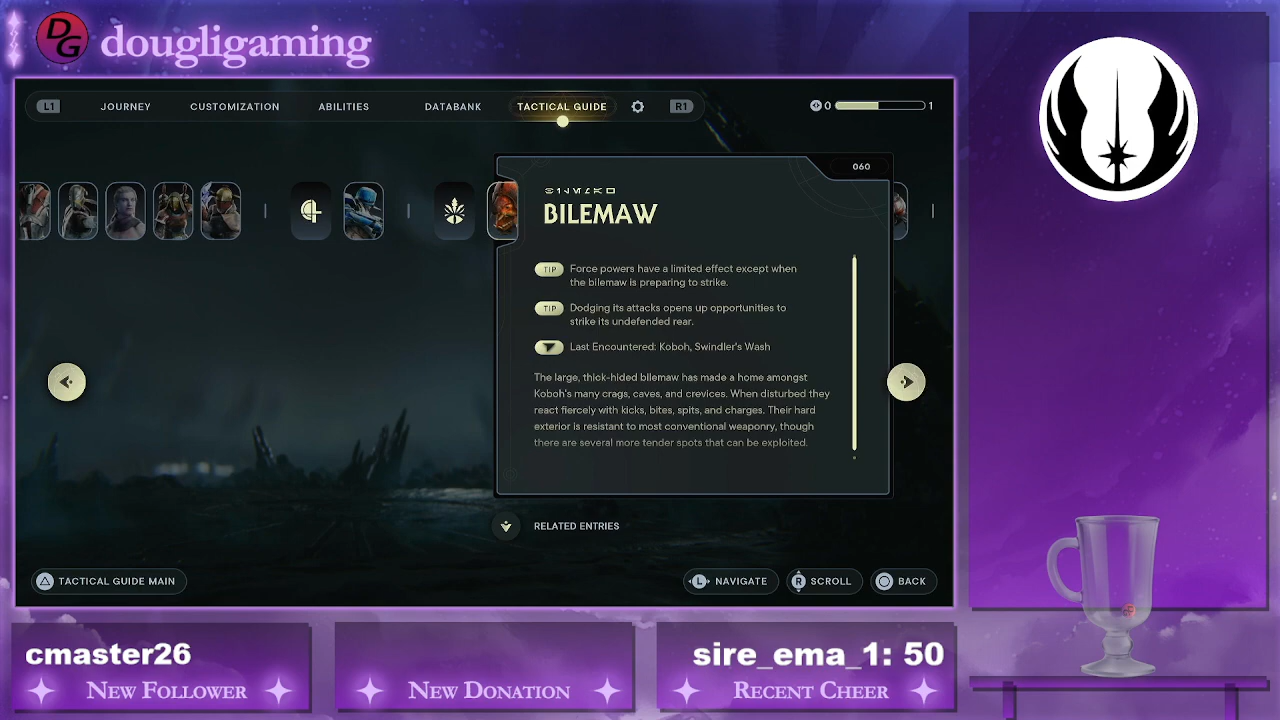 DG
dougligaming
L1
JOURNEY
CUSTOMIZATION
ABILITIES
DATABANK
TACTICAL GUIDE
R1
0
1
060
BILEMAW
TIP
Force powers have a limited effect except when
the bilemaw is preparing to strike.
TIP
Dodging its attacks opens up opportunities to
strike its undefended rear.
Last Encountered: Koboh, Swindler's Wash
The large, thick-hided bilemaw has made a home amongst
Koboh's many crags, caves, and crevices. When disturbed they
react fiercely with kicks, bites, spits, and charges. Their hard
exterior is resistant to most conventional weaponry, though
there are several more tender spots that can be exploited.
RELATED ENTRIES
TACTICAL GUIDE MAIN
L
NAVIGATE
R
SCROLL
BACK
cmaster26
NEW FOLLOWER
NEW DONATION
sire_ema_1: 50
RECENT CHEER